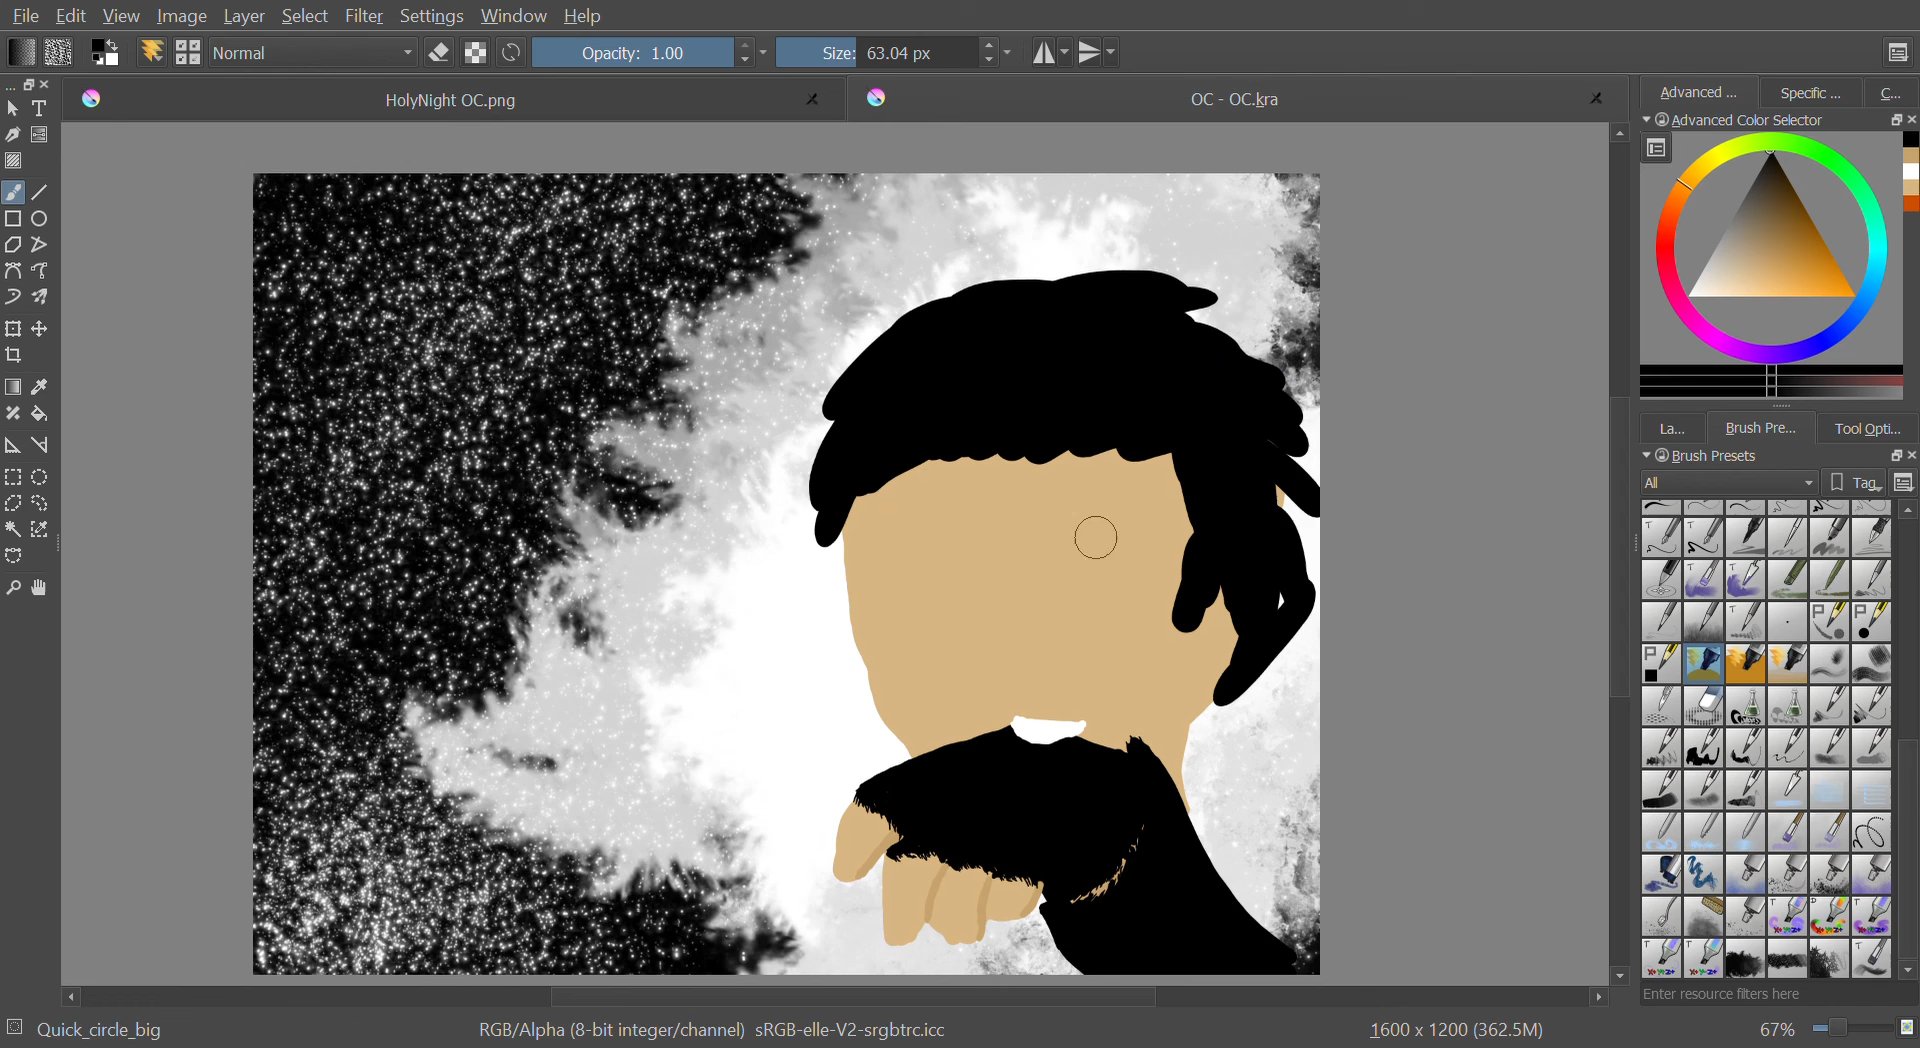 File Edit View Image Layer Select Filter Settings Window Help
Normal Opacity: 1.00 Size: 63.04 px
HolyNight OC.png OC - OC.kra
Advanced ... Specific ... C...
Advanced Color Selector
La... Brush Pre... Tool Opti...
Brush Presets
All Tag
Enter resource filters here
Quick_circle_big RGB/Alpha (8-bit integer/channel) sRGB-elle-V2-srgbtrc.icc 1600 x 1200 (362.5M) 67%